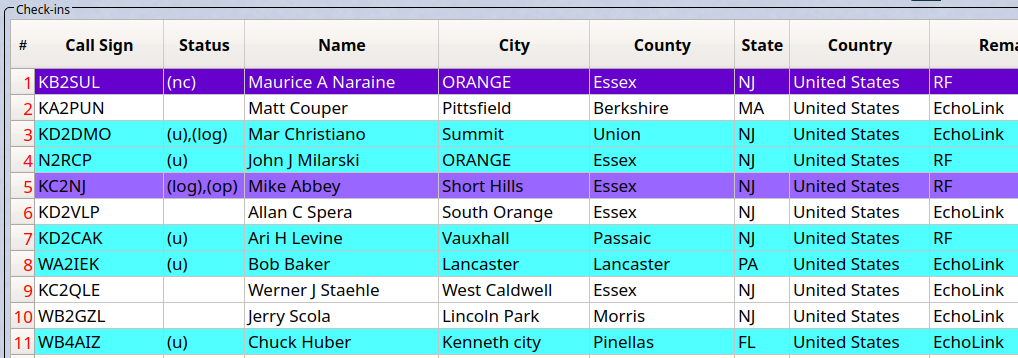 Check-ins
# Call Sign Status Name City County State Country
1 KB2SUL (nc) Maurice A Naraine ORANGE Essex NJ United States RF
2 KA2PUN Matt Couper Pittsfield Berkshire MA United States EchoLink
3 KD2DMO (u),(log) Mar Christiano Summit Union NJ United States EchoLink
4 N2RCP (u) John J Milarski ORANGE Essex NJ United States RF
5 KC2NJ (log),(op) Mike Abbey Short Hills Essex NJ United States RF
6 KD2VLP Allan C Spera South Orange Essex NJ United States EchoLink
7 KD2CAK (u) Ari H Levine Vauxhall Passaic NJ United States RF
8 WA2IEK (u) Bob Baker Lancaster Lancaster PA United States EchoLink
9 KC2QLE Werner J Staehle West Caldwell Essex NJ United States EchoLink
10 WB2GZL Jerry Scola Lincoln Park Morris NJ United States EchoLink
11 WB4AIZ (u) Chuck Huber Kenneth city Pinellas FL United States EchoLink